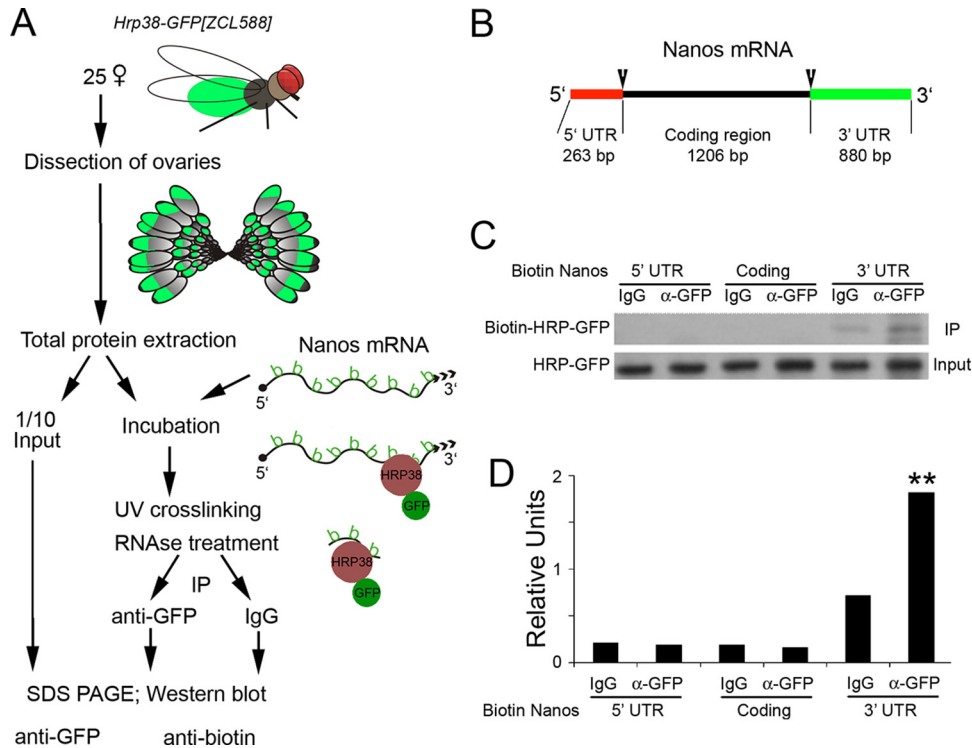 A
Hrp38-GFP[ZCL588]
25 ♀
Dissection of ovaries
Total protein extraction
Nanos mRNA
b b b b b b b b
5‘ 3‘
1/10
Input
Incubation
b b b b b b b b
5‘ 3‘
HRP38
GFP
UV crosslinking
RNAse treatment
b b b
HRP38
GFP
IP
anti-GFP IgG
SDS PAGE; Western blot
anti-GFP anti-biotin
B
Nanos mRNA
5‘ 3‘
5‘ UTR Coding region 3‘ UTR
263 bp 1206 bp 880 bp
C
Biotin Nanos 5’ UTR Coding 3’ UTR
IgG α-GFP IgG α-GFP IgG α-GFP
Biotin-HRP-GFP IP
HRP-GFP Input
D
Relative Units
2
1
0
**
IgG α-GFP IgG α-GFP IgG α-GFP
Biotin Nanos 5’ UTR Coding 3’ UTR